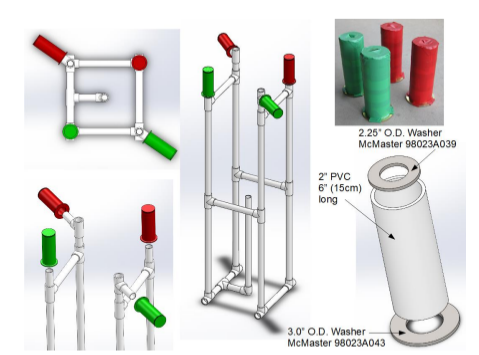 2.25" O.D. Washer
McMaster 98023A039
2" PVC
6" (15cm)
long
3.0" O.D. Washer
McMaster 98023A043